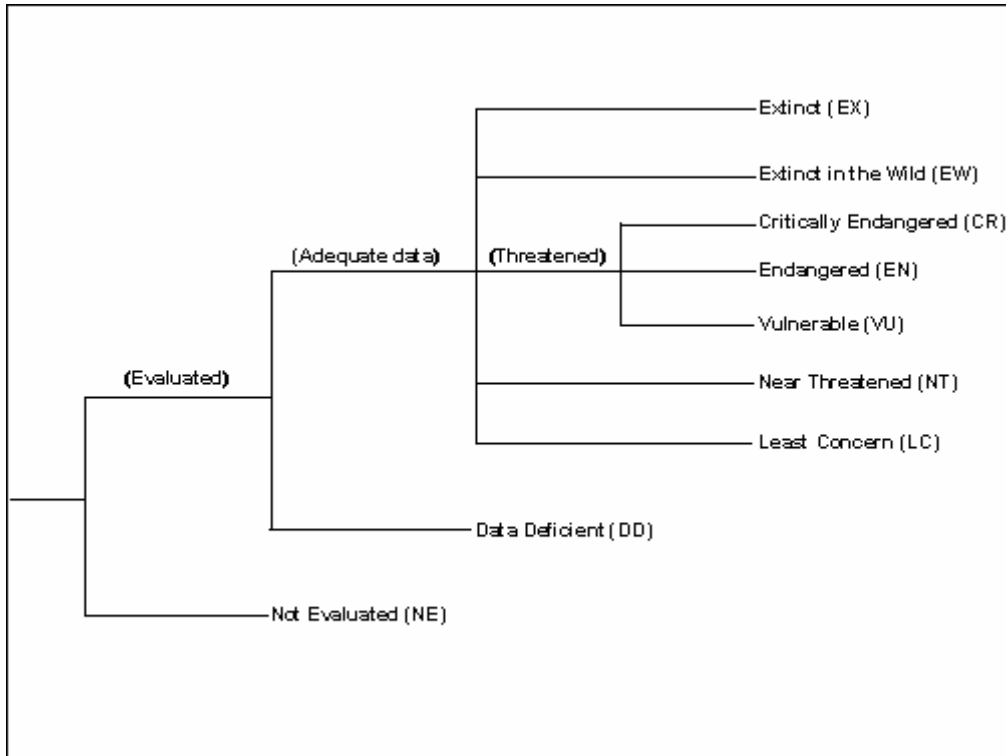 Extinct (EX)
Extinct in the Wild (EW)
Critically Endangered (CR)
(Adequate data)
(Threatened)
Endangered (EN)
Vulnerable (VU)
(Evaluated)
Near Threatened (NT)
Least Concern (LC)
Data Deficient (DD)
Not Evaluated (NE)